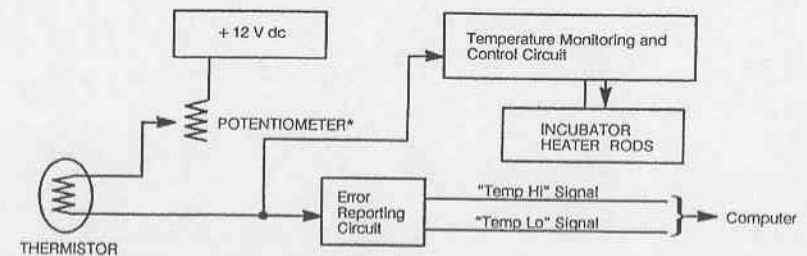 + 12 V dc
Temperature Monitoring and
Control Circuit
POTENTIOMETER*
INCUBATOR
HEATER RODS
Error
Reporting
Circuit
"Temp Hi" Signal
"Temp Lo" Signal
Computer
THERMISTOR